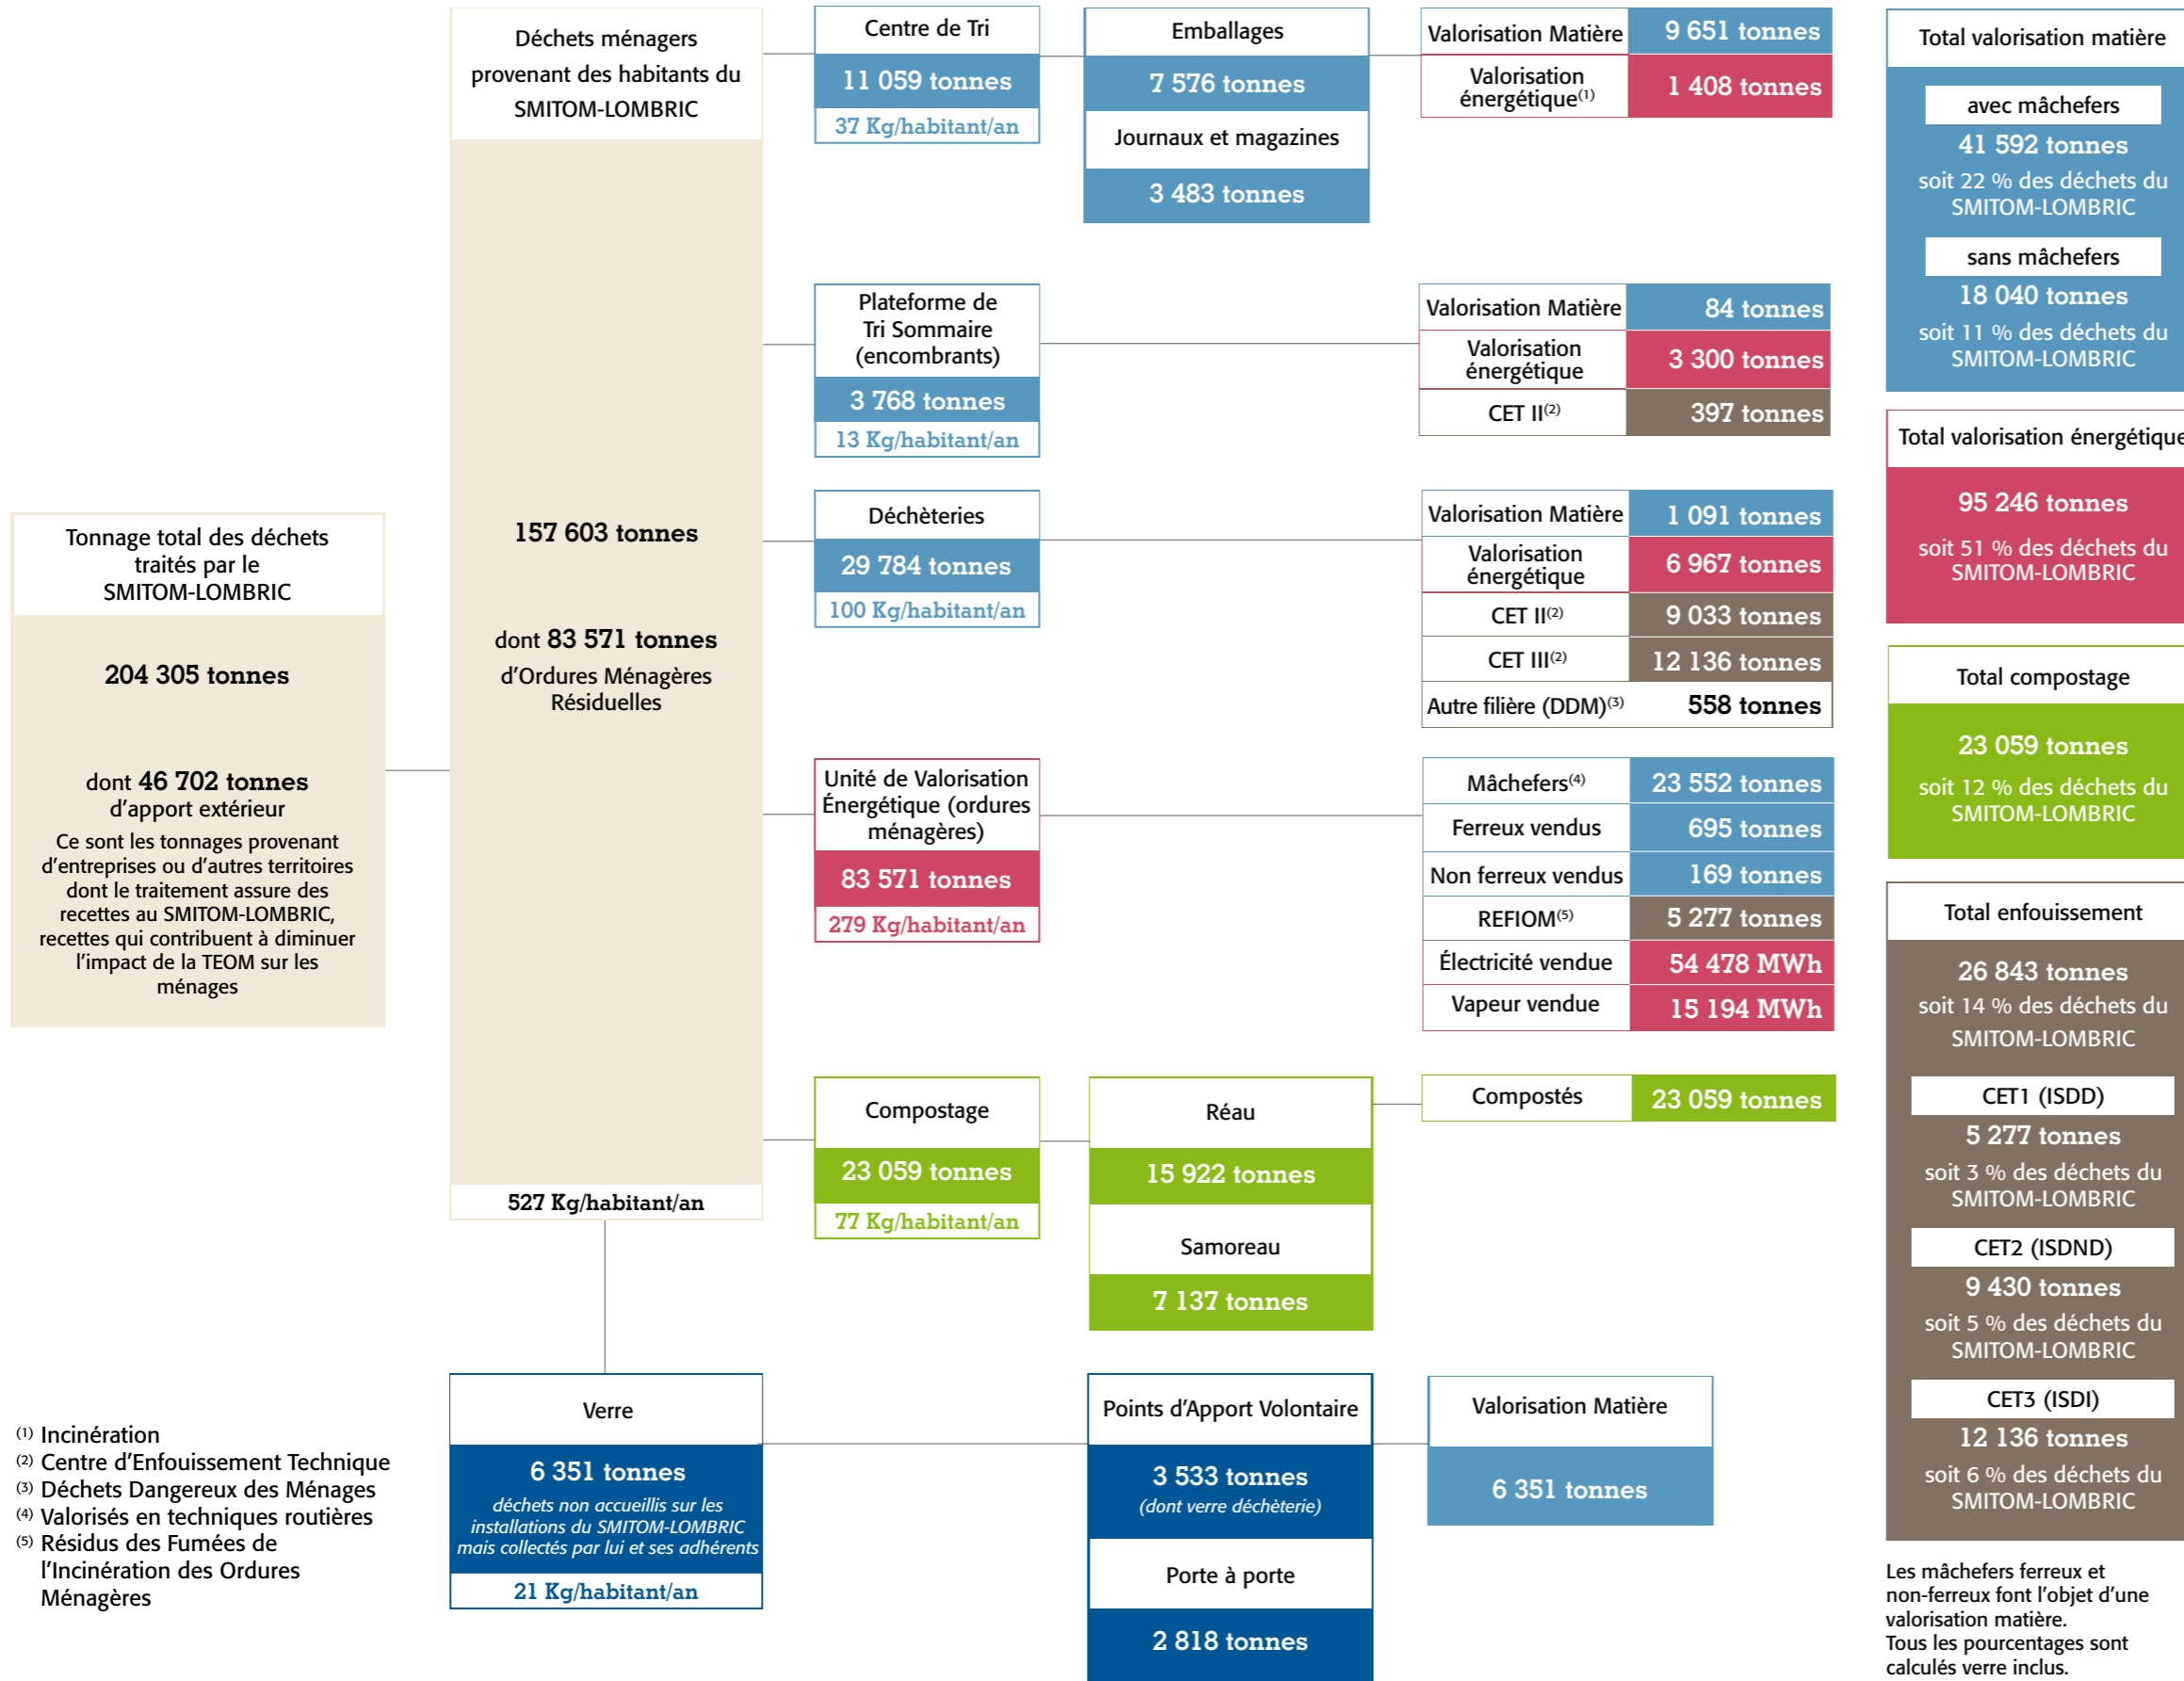 Tonnage total des déchets
traités par le
SMITOM-LOMBRIC
204 305 tonnes
dont 46 702 tonnes
d’apport extérieur
Ce sont les tonnages provenant
d’entreprises ou d’autres territoires
dont le traitement assure des
recettes au SMITOM-LOMBRIC,
recettes qui contribuent à diminuer
l’impact de la TEOM sur les
ménages
Déchets ménagers
provenant des habitants du
SMITOM-LOMBRIC
157 603 tonnes
dont 83 571 tonnes
d’Ordures Ménagères
Résiduelles
527 Kg/habitant/an
Centre de Tri
11 059 tonnes
37 Kg/habitant/an
Emballages
7 576 tonnes
Journaux et magazines
3 483 tonnes
Valorisation Matière
9 651 tonnes
Valorisation
énergétique(1)
1 408 tonnes
Plateforme de
Tri Sommaire
(encombrants)
3 768 tonnes
13 Kg/habitant/an
Valorisation Matière
84 tonnes
Valorisation
énergétique
3 300 tonnes
CET II(2)
397 tonnes
Déchèteries
29 784 tonnes
100 Kg/habitant/an
Valorisation Matière
1 091 tonnes
Valorisation
énergétique
6 967 tonnes
CET II(2)
9 033 tonnes
CET III(2)
12 136 tonnes
Autre filière (DDM)(3)
558 tonnes
Unité de Valorisation
Énergétique (ordures
ménagères)
83 571 tonnes
279 Kg/habitant/an
Mâchefers(4)
23 552 tonnes
Ferreux vendus
695 tonnes
Non ferreux vendus
169 tonnes
REFIOM(5)
5 277 tonnes
Électricité vendue
54 478 MWh
Vapeur vendue
15 194 MWh
Compostage
23 059 tonnes
77 Kg/habitant/an
Réau
15 922 tonnes
Samoreau
7 137 tonnes
Compostés
23 059 tonnes
Verre
6 351 tonnes
déchets non accueillis sur les
installations du SMITOM-LOMBRIC
mais collectés par lui et ses adhérents
21 Kg/habitant/an
Points d’Apport Volontaire
3 533 tonnes
(dont verre déchèterie)
Porte à porte
2 818 tonnes
Valorisation Matière
6 351 tonnes
Total valorisation matière
avec mâchefers
41 592 tonnes
soit 22 % des déchets du
SMITOM-LOMBRIC
sans mâchefers
18 040 tonnes
soit 11 % des déchets du
SMITOM-LOMBRIC
Total valorisation énergétique
95 246 tonnes
soit 51 % des déchets du
SMITOM-LOMBRIC
Total compostage
23 059 tonnes
soit 12 % des déchets du
SMITOM-LOMBRIC
Total enfouissement
26 843 tonnes
soit 14 % des déchets du
SMITOM-LOMBRIC
CET1 (ISDD)
5 277 tonnes
soit 3 % des déchets du
SMITOM-LOMBRIC
CET2 (ISDND)
9 430 tonnes
soit 5 % des déchets du
SMITOM-LOMBRIC
CET3 (ISDI)
12 136 tonnes
soit 6 % des déchets du
SMITOM-LOMBRIC
Les mâchefers ferreux et
non-ferreux font l’objet d’une
valorisation matière.
Tous les pourcentages sont
calculés verre inclus.
(1) Incinération
(2) Centre d’Enfouissement Technique
(3) Déchets Dangereux des Ménages
(4) Valorisés en techniques routières
(5) Résidus des Fumées de
l’Incinération des Ordures
Ménagères